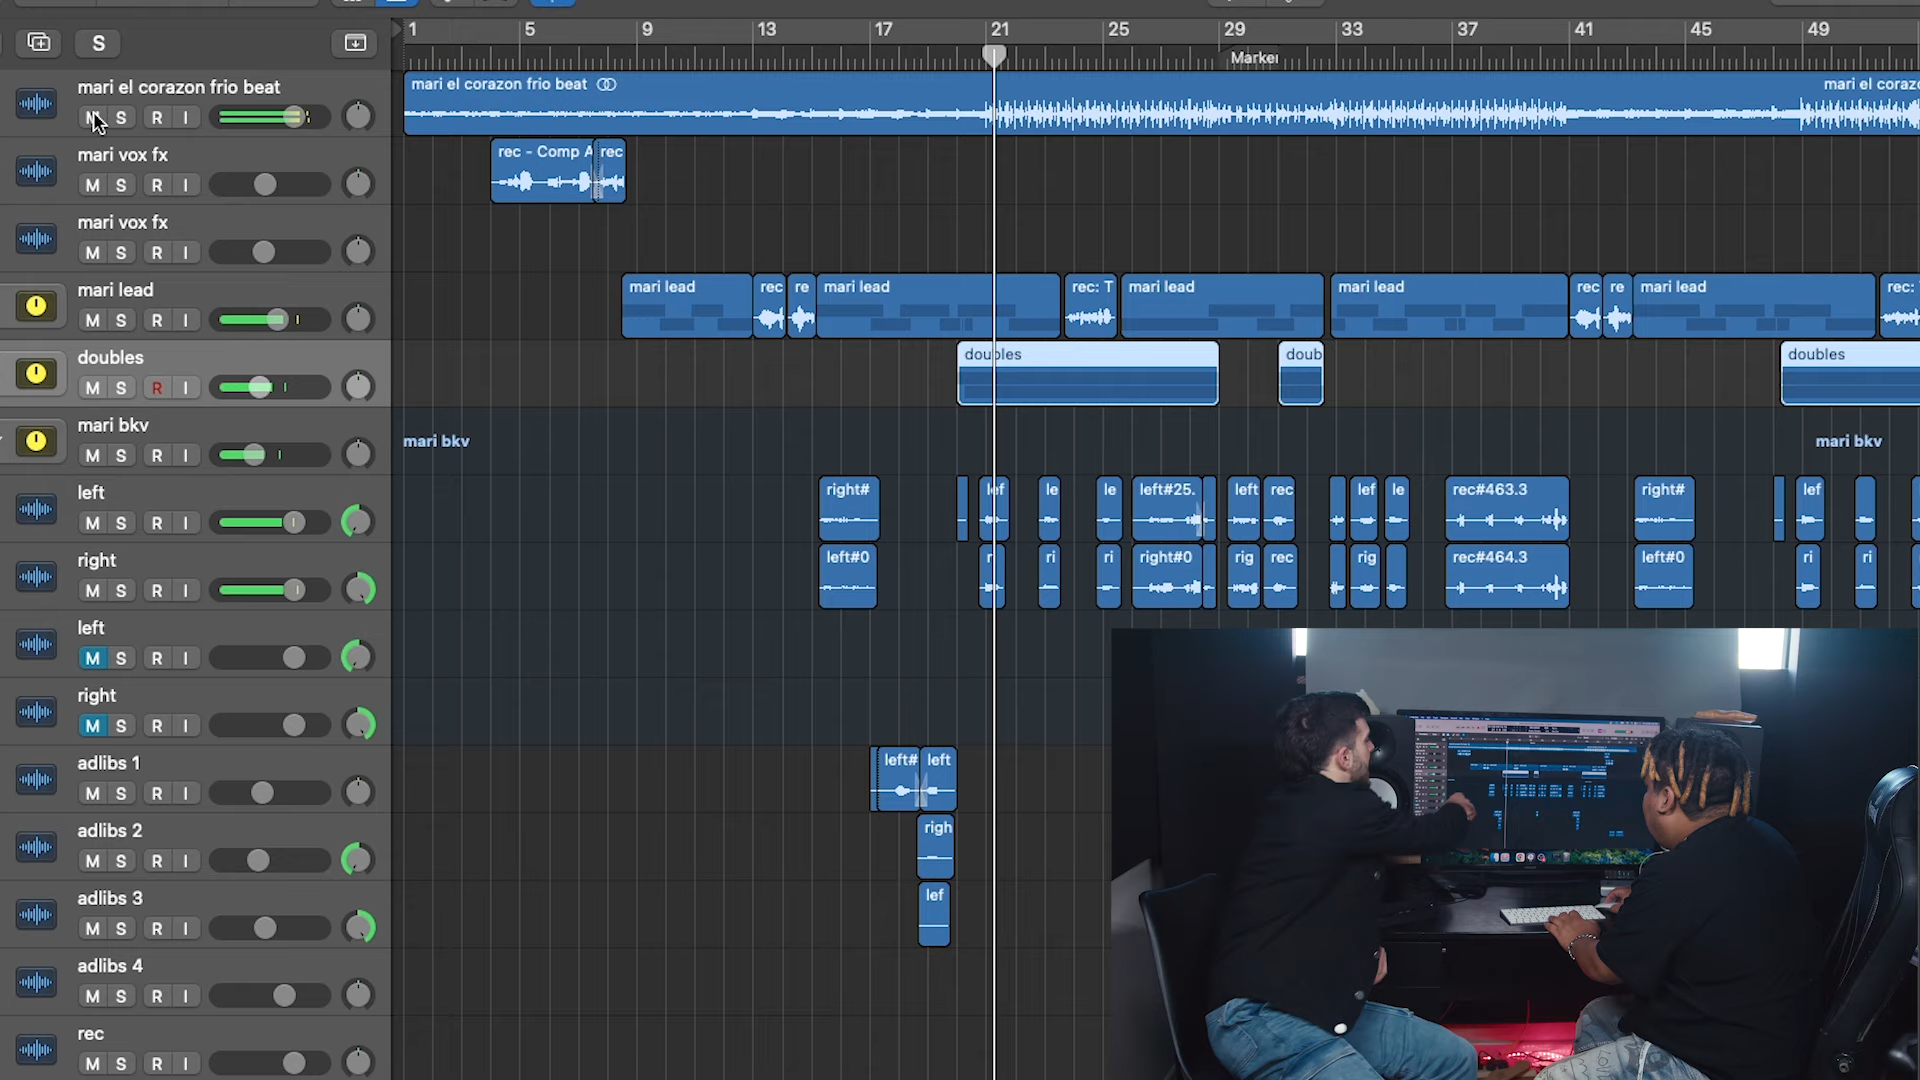 1 5 9 13 17 21 25 29 33 37 41 45 49
S
Marker
mari el corazon frio beat
M S R I
mari el corazon frio beat
mari el coraz
mari vox fx
M S R I
rec - Comp A
rec
mari vox fx
M S R I
mari lead
M S R I
mari lead
rec
re
mari lead
rec: T
mari lead
mari lead
rec
re
mari lead
rec:
doubles
M S R I
doubles
doub
doubles
mari bkv
M S R I
mari bkv
mari bkv
left
M S R I
right#
lef
le
le
left#25.
left
rec
lef
le
rec#463.3
right#
lef
right
M S R I
left#0
ri
ri
right#0
rig
rec
rig
rec#464.3
left#0
ri
ri
left
M S R I
right
M S R I
adlibs 1
M S R I
left#
left
adlibs 2
M S R I
righ
adlibs 3
M S R I
lef
adlibs 4
M S R I
rec
M S R I